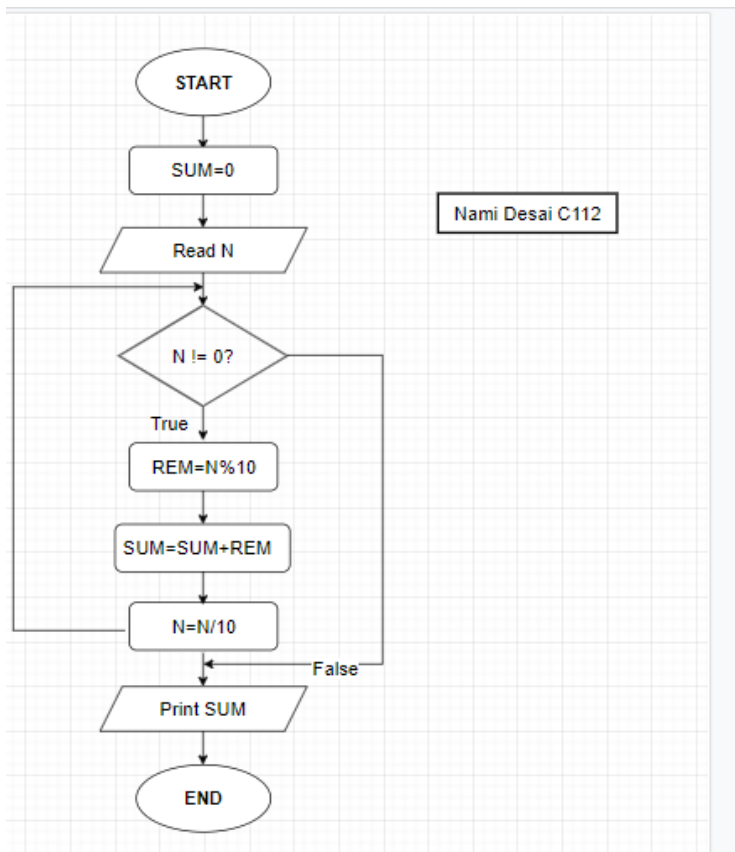 START
SUM=0
Nami Desai C112
Read N
N != 0?
True
REM=N%10
SUM=SUM+REM
N=N/10
False
Print SUM
END